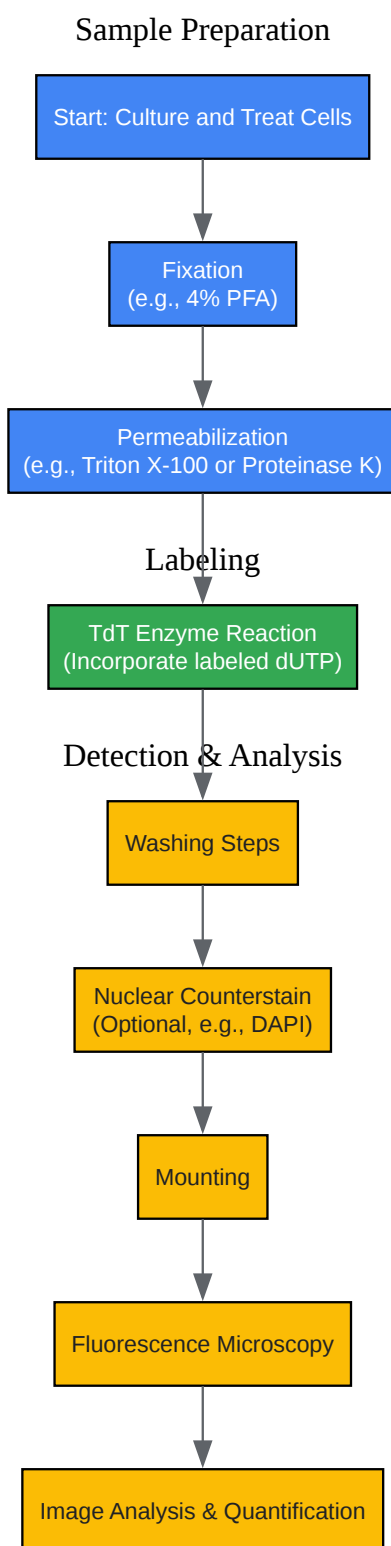 Sample Preparation
Start: Culture and Treat Cells
Fixation
(e.g., 4% PFA)
Permeabilization
(e.g., Triton X-100 or Proteinase K)
Labeling
TdT Enzyme Reaction
(Incorporate labeled dUTP)
Detection & Analysis
Washing Steps
Nuclear Counterstain
(Optional, e.g., DAPI)
Mounting
Fluorescence Microscopy
Image Analysis & Quantification